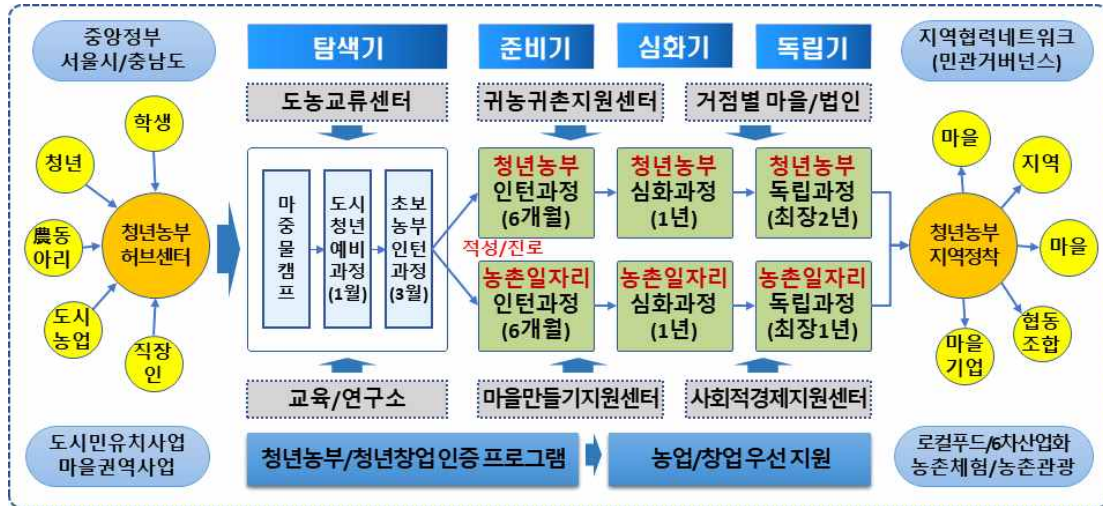 중앙정부
서울시/충남도
탐색기
준비기
심화기
독립기
지역협력네트워크
(민관거버넌스)
도농교류센터
귀농귀촌지원센터
거점별 마을/법인
학생
청년
農동
아리
도시
농업
직장
인
청년농부
허브센터
마
중
물
캠
프
도시
청년
예비
과정
(1월)
초보
농부
인턴
과정
(3월)
적성/진로
청년농부
인턴과정
(6개월)
청년농부
심화과정
(1년)
청년농부
독립과정
(최장2년)
농촌일자리
인턴과정
(6개월)
농촌일자리
심화과정
(1년)
농촌일자리
독립과정
(최장1년)
청년농부
지역정착
마을
지역
마을
협동
조합
마을
기업
교육/연구소
마을만들기지원센터
사회적경제지원센터
도시민유치사업
마을권역사업
청년농부/청년창업 인증 프로그램
농업/창업 우선 지원
로컬푸드/6차산업화
농촌체험/농촌관광